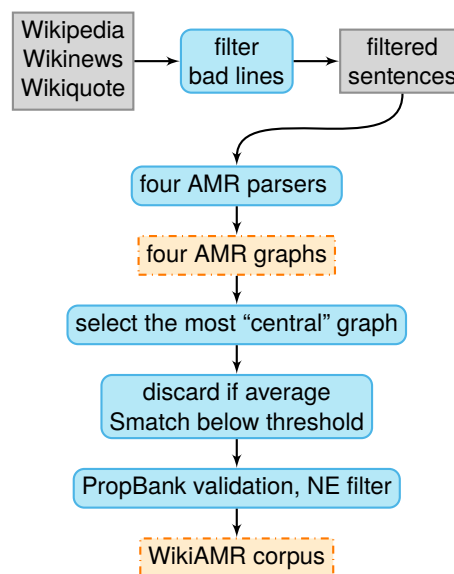 Wikipedia
Wikinews
Wikiquote
filter
bad lines
filtered
sentences
four AMR parsers
four AMR graphs
select the most “central” graph
discard if average
Smatch below threshold
PropBank validation, NE filter
WikiAMR corpus